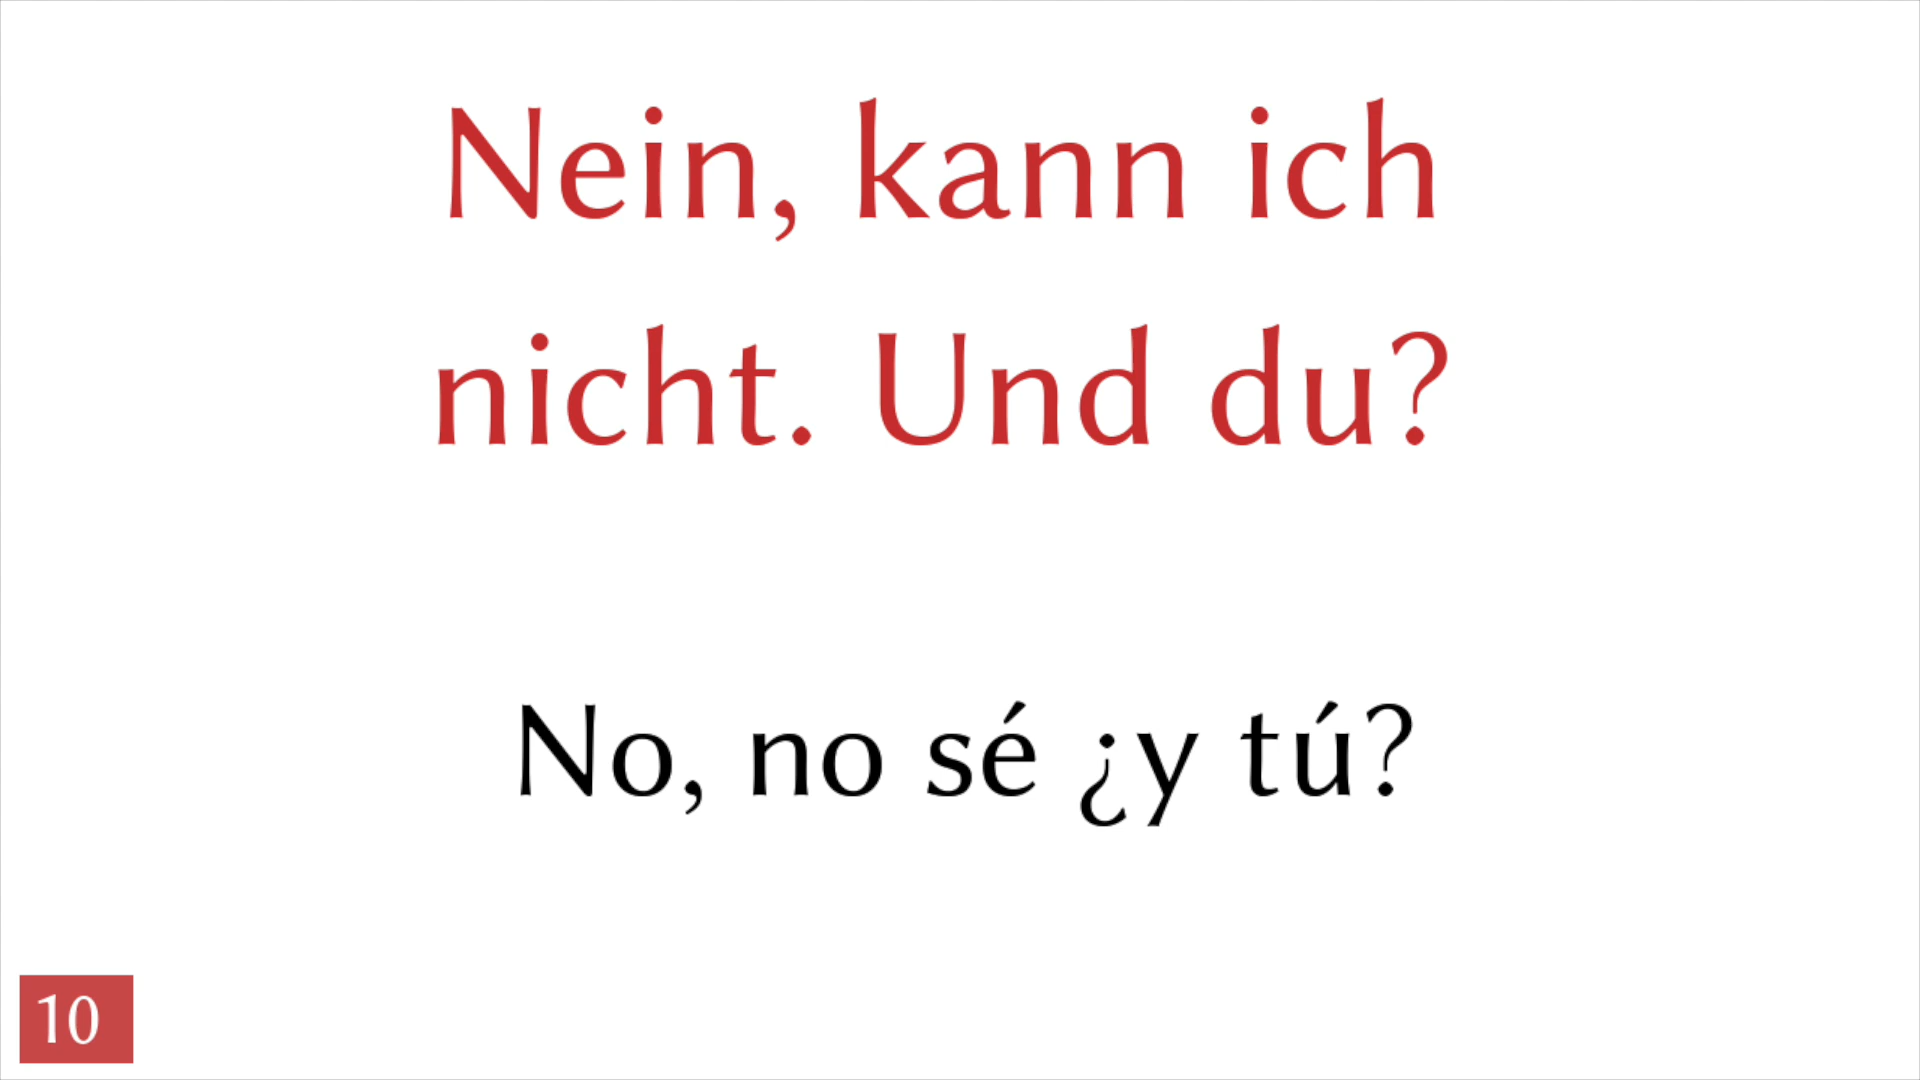 Nein, kann ich
nicht. Und du?
No, no sé ¿y tú?
10